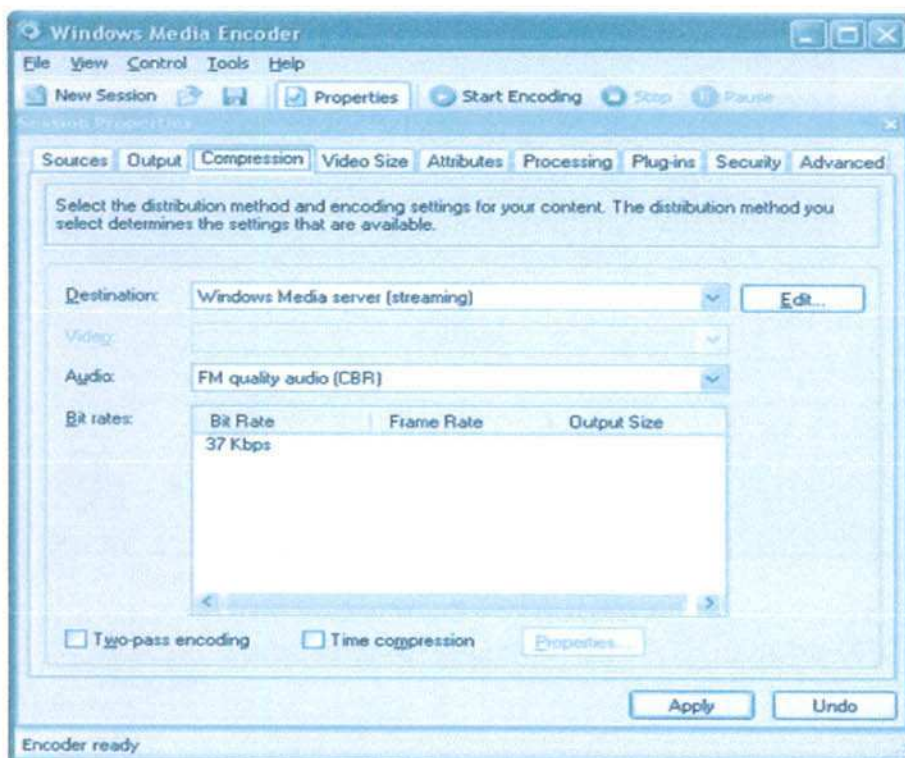 Windows Media Encoder
File View Control Tools Help
New Session Properties Start Encoding Stop Pause
Session Properties
Sources Output Compression Video Size Attributes Processing Plug-ins Security Advanced
Select the distribution method and encoding settings for your content. The distribution method you
select determines the settings that are available.
Destination: Windows Media server (streaming) Edit...
Video:
Audio: FM quality audio (CBR)
Bit rates: Bit Rate Frame Rate Output Size
37 Kbps
Two-pass encoding Time compression Properties...
Apply Undo
Encoder ready